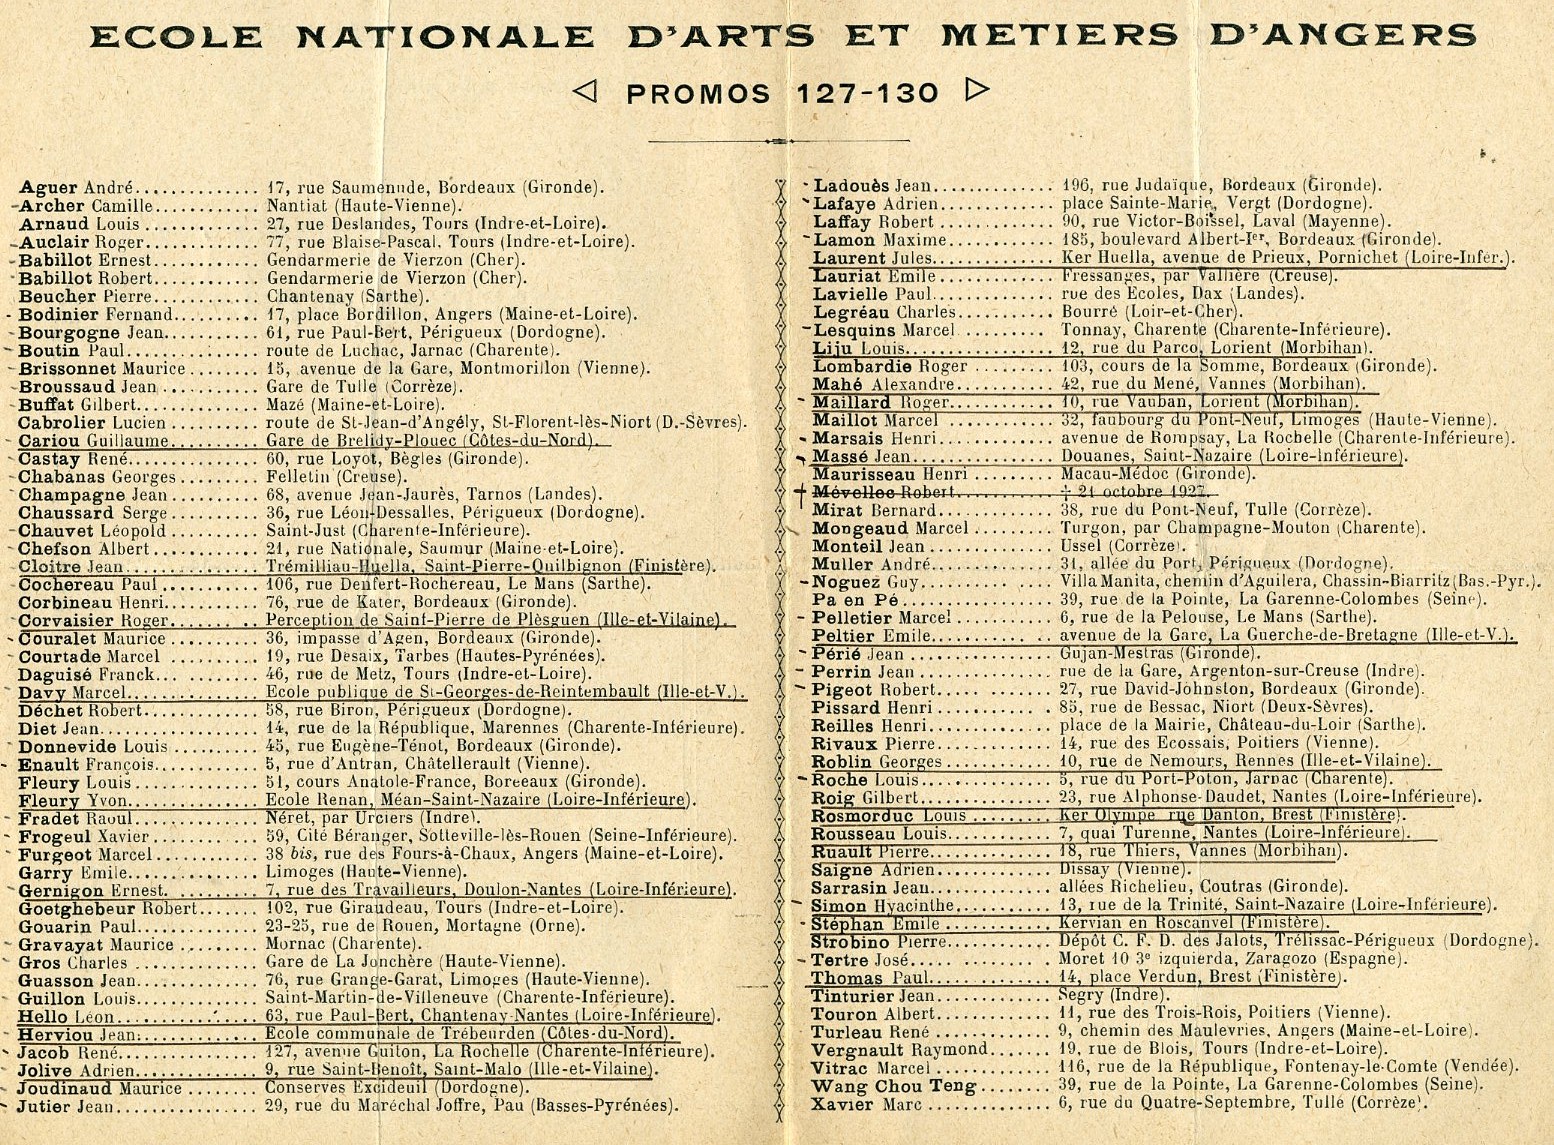 ECOLE NATIONALE D'ARTS ET METIERS D'ANGERS
PROMOS 127-130
Aguer André.............. 17, rue Saumenude, Bordeaux (Gironde).
Archer Camille............ Nantiat (Haute-Vienne).
Arnaud Louis ............. 27, rue Deslandes, Tours (Indre-et-Loire).
Auclair Roger............. 77, rue Blaise-Pascal, Tours (Indre-et-Loire).
Babillot Ernest............ Gendarmerie de Vierzon (Cher).
Babillot Robert............ Gendarmerie de Vierzon (Cher).
Beucher Pierre............ Chantenay (Sarthe).
Bodinier Fernand.......... 17, place Bordillon, Angers (Maine-et-Loire).
Bourgogne Jean........... 61, rue Paul-Bert, Périgueux (Dordogne).
Boutin Paul............... route de Luchac, Jarnac (Charente).
Brissonnet Maurice........ 15, avenue de la Gare, Montmorillon (Vienne).
Broussaud Jean........... Gare de Tulle (Corrèze).
Buffat Gilbert.............. Mazé (Maine-et-Loire).
Cabrolier Lucien .......... route de St-Jean-d'Angély, St-Florent-lès-Niort (D.-Sèvres).
Cariou Guillaume.......... Gare de Brelidy-Plouec (Côtes-du-Nord).
Castay René.............. 60, rue Loyot, Bègles (Gironde).
Chabanas Georges......... Felletin (Creuse).
Champagne Jean .......... 68, avenue Jean-Jaurès, Tarnos (Landes).
Chaussard Serge.......... 36, rue Léon-Dessalles, Périgueux (Dordogne).
Chauvet Léopold .......... Saint-Just (Charente-Inférieure).
Chefson Albert............ 21, rue Nationale, Saumur (Maine-et-Loire).
Cloitre Jean............... Trémilliau-Huella, Saint-Pierre-Quilbignon (Finistère).
Cochereau Paul........... 106, rue Denfert-Rochereau, Le Mans (Sarthe).
Corbineau Henri.......... 76, rue de Kater, Bordeaux (Gironde).
Corvaisier Roger.......... Perception de Saint-Pierre de Plèsguen (Ille-et-Vilaine).
Couralet Maurice .......... 36, impasse d'Agen, Bordeaux (Gironde).
Courtade Marcel .......... 19, rue Desaix, Tarbes (Hautes-Pyrénées).
Daguisé Franck............ 46, rue de Metz, Tours (Indre-et-Loire).
Davy Marcel............... Ecole publique de St-Georges-de-Reintembault (Ille-et-V.).
Déchet Robert............. 58, rue Biron, Périgueux (Dordogne).
Diet Jean.................. 14, rue de la République, Marennes (Charente-Inférieure).
Donnevide Louis .......... 45, rue Eugène-Ténot, Bordeaux (Gironde).
Enault François............ 5, rue d'Antran, Châtellerault (Vienne).
Fleury Louis .............. 51, cours Anatole-France, Boreeaux (Gironde).
Fleury Yvon............... Ecole Renan, Méan-Saint-Nazaire (Loire-Inférieure).
Fradet Raoul.............. Néret, par Urciers (Indre).
Frogeul Xavier ............ 59, Cité Béranger, Sotteville-lès-Rouen (Seine-Inférieure).
Furgeot Marcel............ 38 bis, rue des Fours-à-Chaux, Angers (Maine-et-Loire).
Garry Emile............... Limoges (Haute-Vienne).
Gernigon Ernest........... 7, rue des Travailleurs, Doulon-Nantes (Loire-Inférieure).
Goetghebeur Robert....... 102, rue Giraudeau, Tours (Indre-et-Loire).
Gouarin Paul.............. 23-25, rue de Rouen, Mortagne (Orne).
Gravayat Maurice ......... Mornac (Charente).
Gros Charles .............. Gare de La Jonchère (Haute-Vienne).
Guasson Jean.............. 76, rue Grange-Garat, Limoges (Haute-Vienne).
Guillon Louis.............. Saint-Martin-de-Villeneuve (Charente-Inférieure).
Hello Léon................ 63, rue Paul-Bert, Chantenay-Nantes (Loire-Inférieure).
Herviou Jean.............. Ecole communale de Trébeurden (Côtes-du-Nord).
Jacob René............... 127, avenue Guiton, La Rochelle (Charente-Inférieure).
Jolive Adrien.............. 9, rue Saint-Benoît, Saint-Malo (Ille-et-Vilaine).
Joudinaud Maurice ........ Conserves Excideuil (Dordogne).
Jutier Jean................ 29, rue du Maréchal Joffre, Pau (Basses-Pyrénées).
Ladouès Jean.............. 196, rue Judaïque, Bordeaux (Gironde).
Lafaye Adrien............. place Sainte-Marie, Vergt (Dordogne).
Laffay Robert ............. 90, rue Victor-Boissel, Laval (Mayenne).
Lamon Maxime............ 185, boulevard Albert-Ier, Bordeaux (Gironde).
Laurent Jules.............. Ker Huella, avenue de Prieux, Pornichet (Loire-Infér.).
Lauriat Emile ............. Fressanges, par Vallière (Creuse).
Lavielle Paul.............. rue des Ecoles, Dax (Landes).
Legréau Charles........... Bourré (Loir-et-Cher).
Lesquins Marcel .......... Tonnay, Charente (Charente-Inférieure).
Liju Louis................. 12, rue du Parco, Lorient (Morbihan).
Lombardie Roger ......... 103, cours de la Somme, Bordeaux (Gironde).
Mahé Alexandre........... 42, rue du Mené, Vannes (Morbihan).
Maillard Roger............ 10, rue Vauban, Lorient (Morbihan).
Maillot Marcel ............ 32, faubourg du Pont-Neuf, Limoges (Haute-Vienne).
Marsais Henri............. avenue de Rompsay, La Rochelle (Charente-Inférieure).
Massé Jean................ Douanes, Saint-Nazaire (Loire-Inférieure).
Maurisseau Henri ......... Macau-Médoc (Gironde).
† Mévellec Robert........... † 21 octobre 1927.
Mirat Bernard............. 38, rue du Pont-Neuf, Tulle (Corrèze).
Mongeaud Marcel ......... Turgon, par Champagne-Mouton (Charente).
Monteil Jean .............. Ussel (Corrèze).
Muller André.............. 31, allée du Port, Périgueux (Dordogne).
Noguez Guy............... Villa Manita, chemin d'Aguilera, Chassin-Biarritz (Bas.-Pyr.).
Pa en Pé.................. 39, rue de la Pointe, La Garenne-Colombes (Seine).
Pelletier Marcel........... 6, rue de la Pelouse, Le Mans (Sarthe).
Peltier Emile.............. avenue de la Gare, La Guerche-de-Bretagne (Ille-et-V.).
Périé Jean ................ Gujan-Mestras (Gironde).
Perrin Jean ............... rue de la Gare, Argenton-sur-Creuse (Indre).
Pigeot Robert............. 27, rue David-Johnston, Bordeaux (Gironde).
Pissard Henri ............. 85, rue de Bessac, Niort (Deux-Sèvres).
Reilles Henri.............. place de la Mairie, Château-du-Loir (Sarthe).
Rivaux Pierre............. 14, rue des Ecossais, Poitiers (Vienne).
Roblin Georges ........... 10, rue de Nemours, Rennes (Ille-et-Vilaine).
Roche Louis............... 5, rue du Port-Poton, Jarnac (Charente).
Roig Gilbert............... 23, rue Alphonse-Daudet, Nantes (Loire-Inférieure).
Rosmorduc Louis ......... Ker Olympe rue Danton, Brest (Finistère).
Rousseau Louis............ 7, quai Turenne, Nantes (Loire-Inférieure).
Ruault Pierre.............. 18, rue Thiers, Vannes (Morbihan).
Saigne Adrien............. Dissay (Vienne).
Sarrasin Jean.............. allées Richelieu, Coutras (Gironde).
Simon Hyacinthe.......... 13, rue de la Trinité, Saint-Nazaire (Loire-Inférieure).
Stéphan Emile ............ Kervian en Roscanvel (Finistère).
Strobino Pierre............ Dépôt C. F. D. des Jalots, Trélissac-Périgueux (Dordogne).
Tertre José................ Moret 10 3e izquierda, Zaragozo (Espagne).
Thomas Paul.............. 14, place Verdun, Brest (Finistère).
Tinturier Jean............. Segry (Indre).
Touron Albert............. 11, rue des Trois-Rois, Poitiers (Vienne).
Turleau René ............. 9, chemin des Maulevries, Angers (Maine-et-Loire).
Vergnault Raymond....... 19, rue de Blois, Tours (Indre-et-Loire).
Vitrac Marcel ............. 116, rue de la République, Fontenay-le-Comte (Vendée).
Wang Chou Teng......... 39, rue de la Pointe, La Garenne-Colombes (Seine).
Xavier Marc .............. 6, rue du Quatre-Septembre, Tulle (Corrèze).